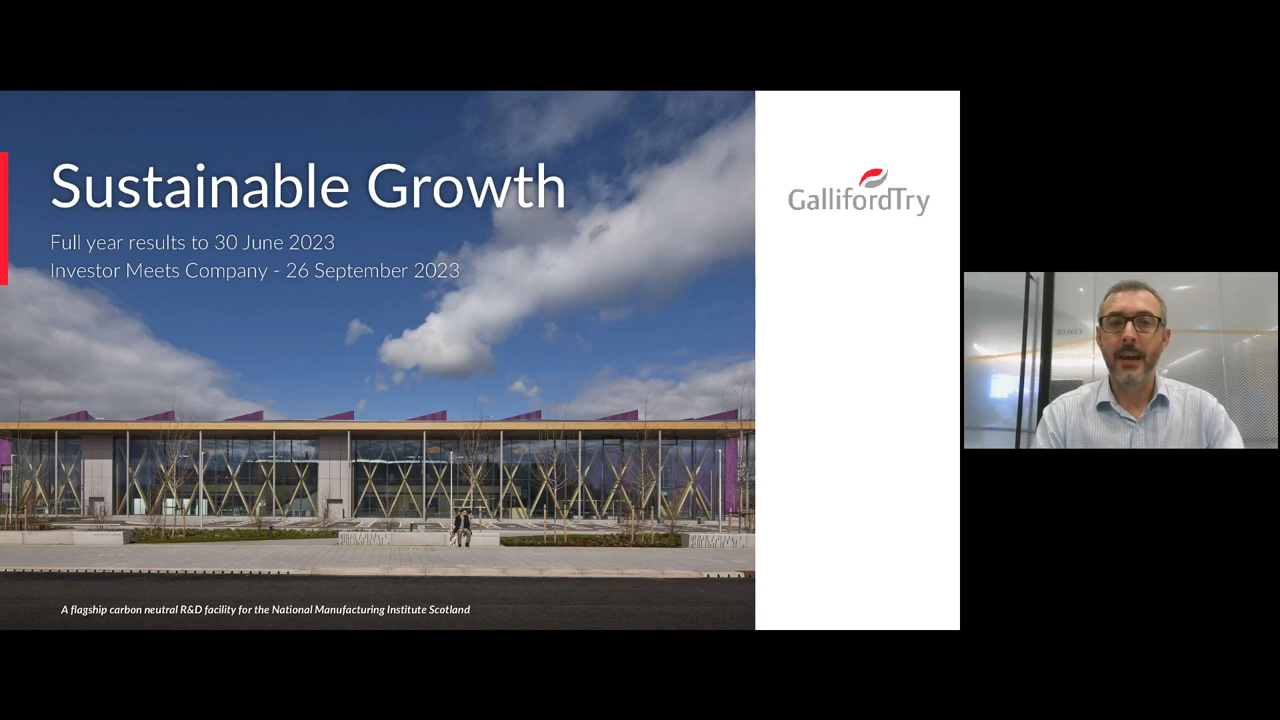 Sustainable Growth
Full year results to 30 June 2023
Investor Meets Company - 26 September 2023
GallifordTry
A flagship carbon neutral R&D facility for the National Manufacturing Institute Scotland